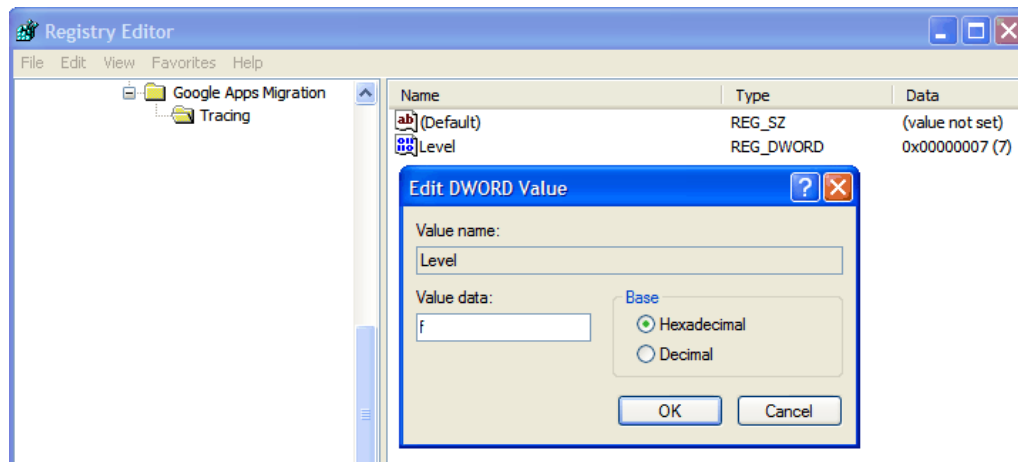 Registry Editor
File Edit View Favorites Help
Google Apps Migration
Tracing
Name Type Data
ab (Default) REG_SZ (value not set)
Level REG_DWORD 0x00000007 (7)
Edit DWORD Value
Value name:
Level
Value data:
f
Base
Hexadecimal
Decimal
OK Cancel